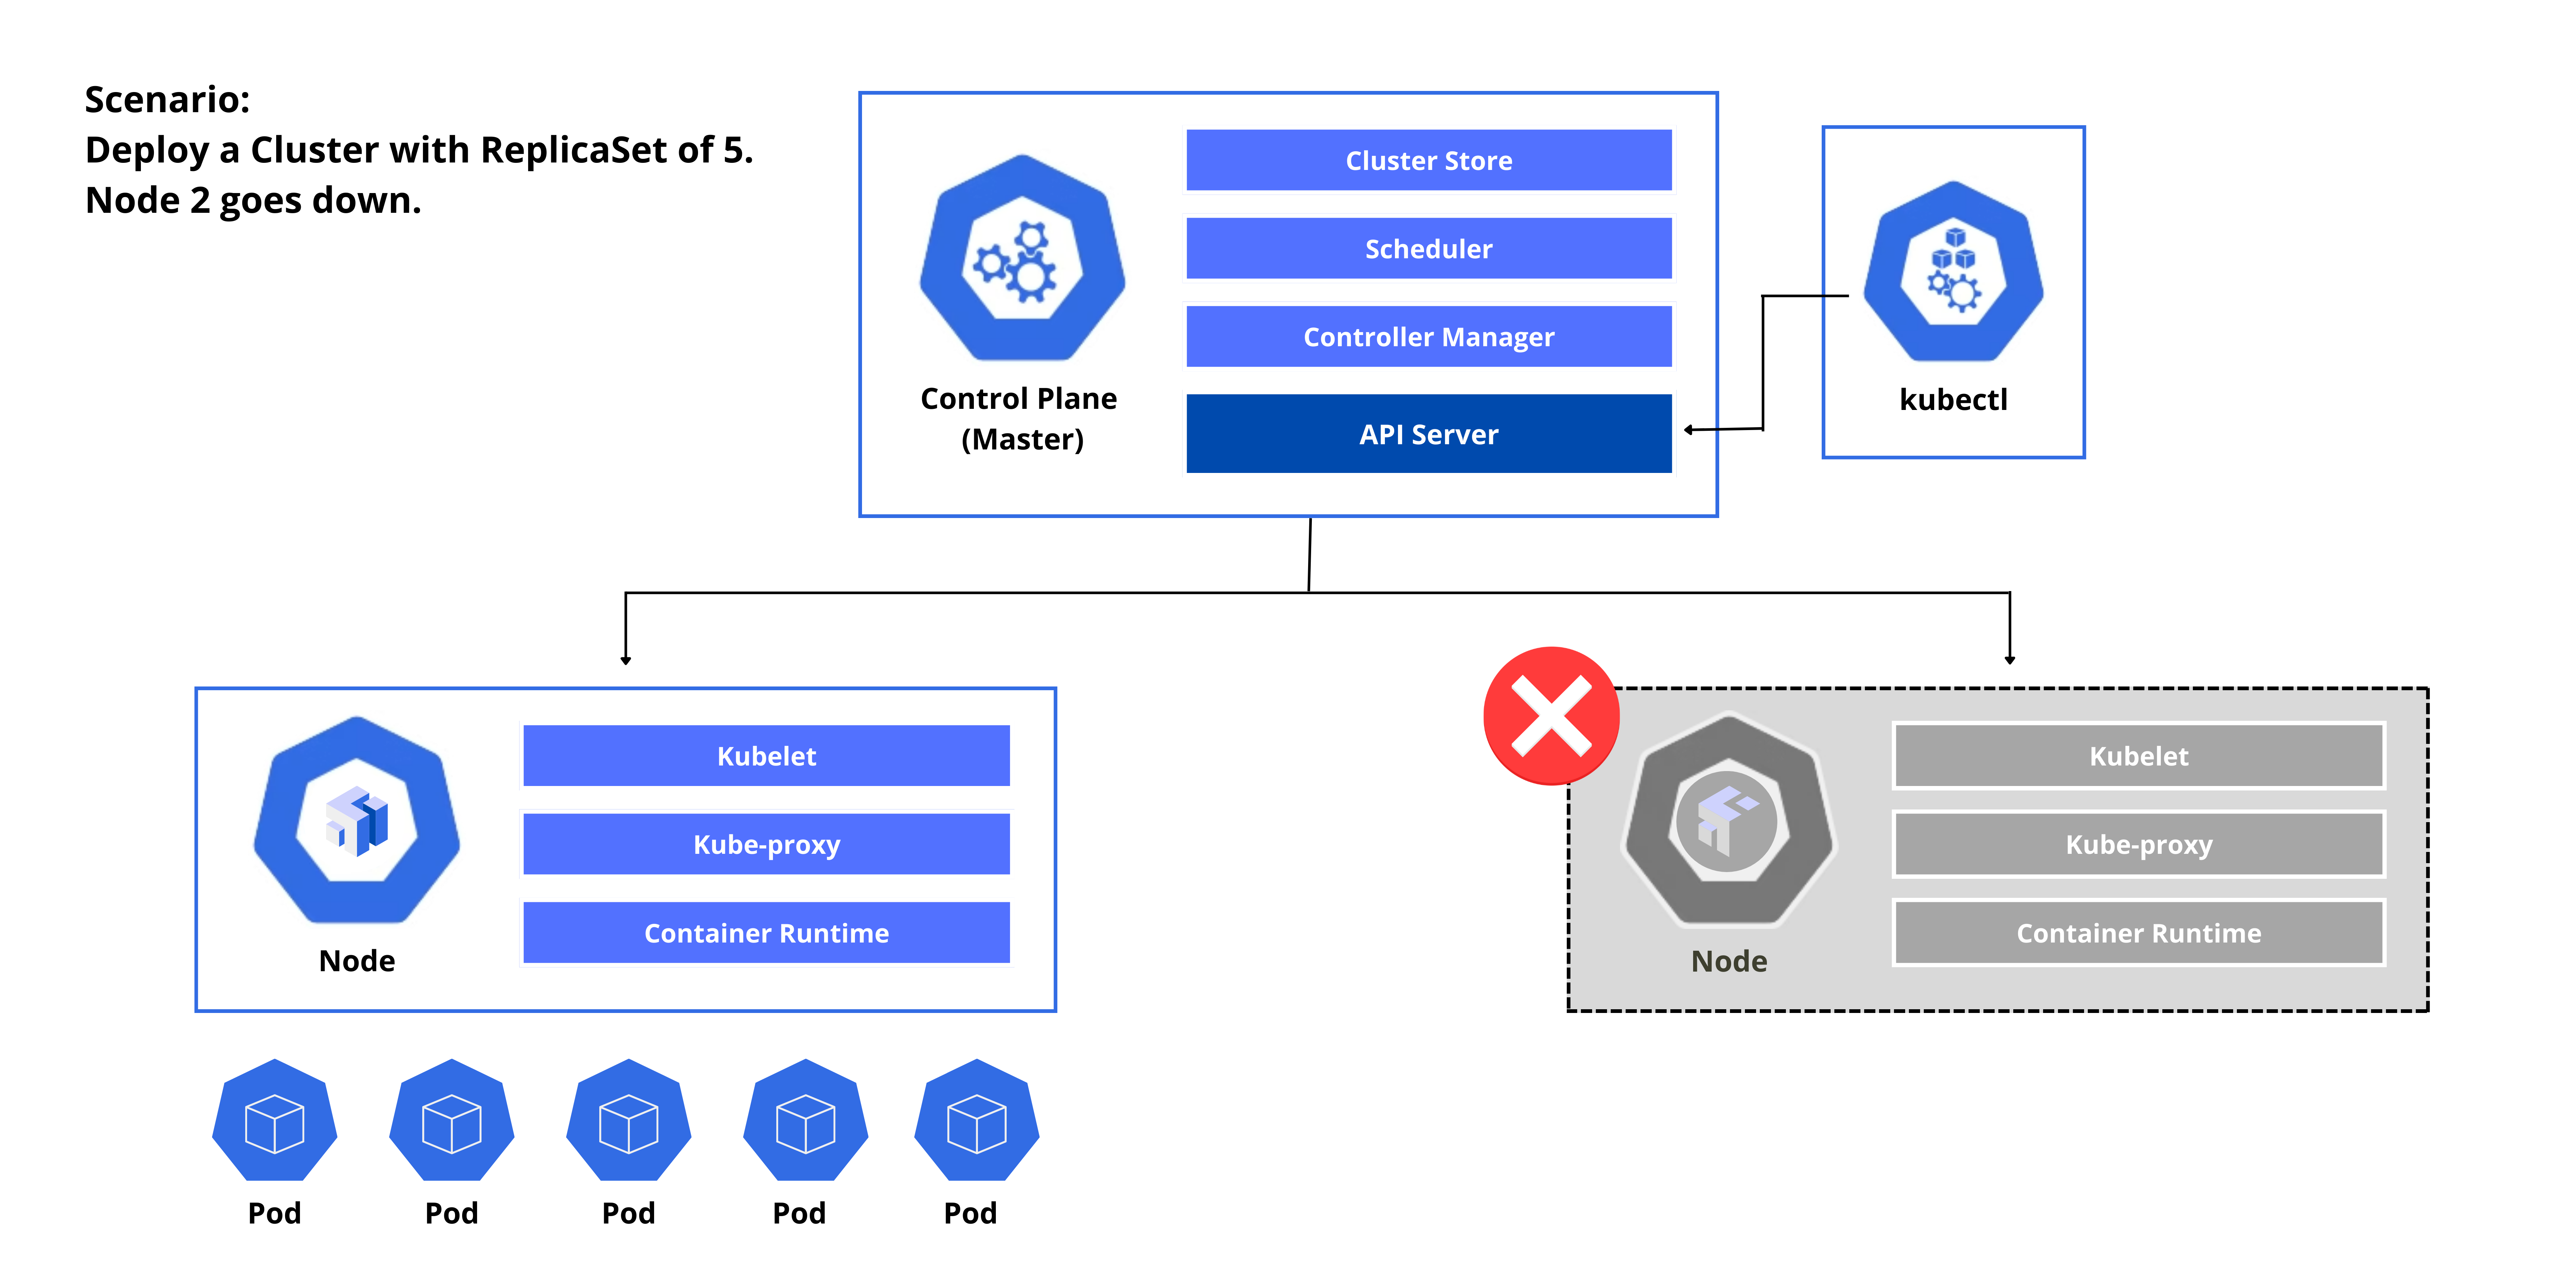 Scenario:
Deploy a Cluster with ReplicaSet of 5.
Node 2 goes down.
Cluster Store
Scheduler
Controller Manager
API Server
Control Plane
(Master)
kubectl
Kubelet
Kube-proxy
Container Runtime
Node
Kubelet
Kube-proxy
Container Runtime
Node
Pod
Pod
Pod
Pod
Pod